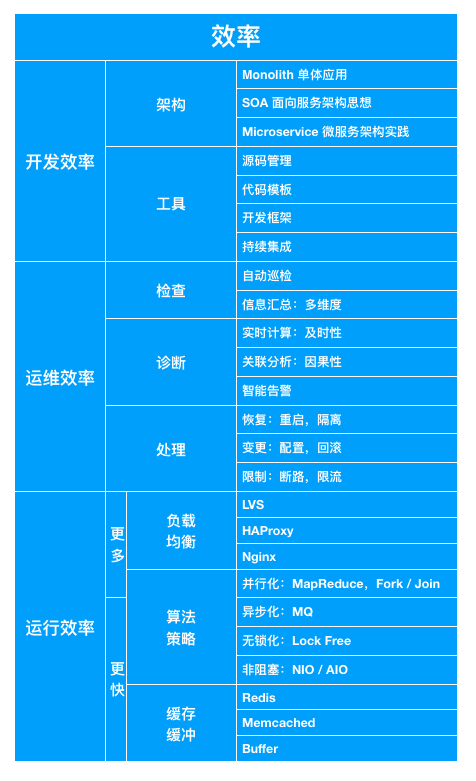 效率
开发效率
架构
Monolith 单体应用
SOA 面向服务架构思想
Microservice 微服务架构实践
工具
源码管理
代码模板
开发框架
持续集成
运维效率
检查
自动巡检
信息汇总：多维度
诊断
实时计算：及时性
关联分析：因果性
智能告警
处理
恢复：重启，隔离
变更：配置，回滚
限制：断路，限流
运行效率
更
多
负载
均衡
LVS
HAProxy
Nginx
更
快
算法
策略
并行化：MapReduce，Fork / Join
异步化：MQ
无锁化：Lock Free
非阻塞：NIO / AIO
缓存
缓冲
Redis
Memcached
Buffer